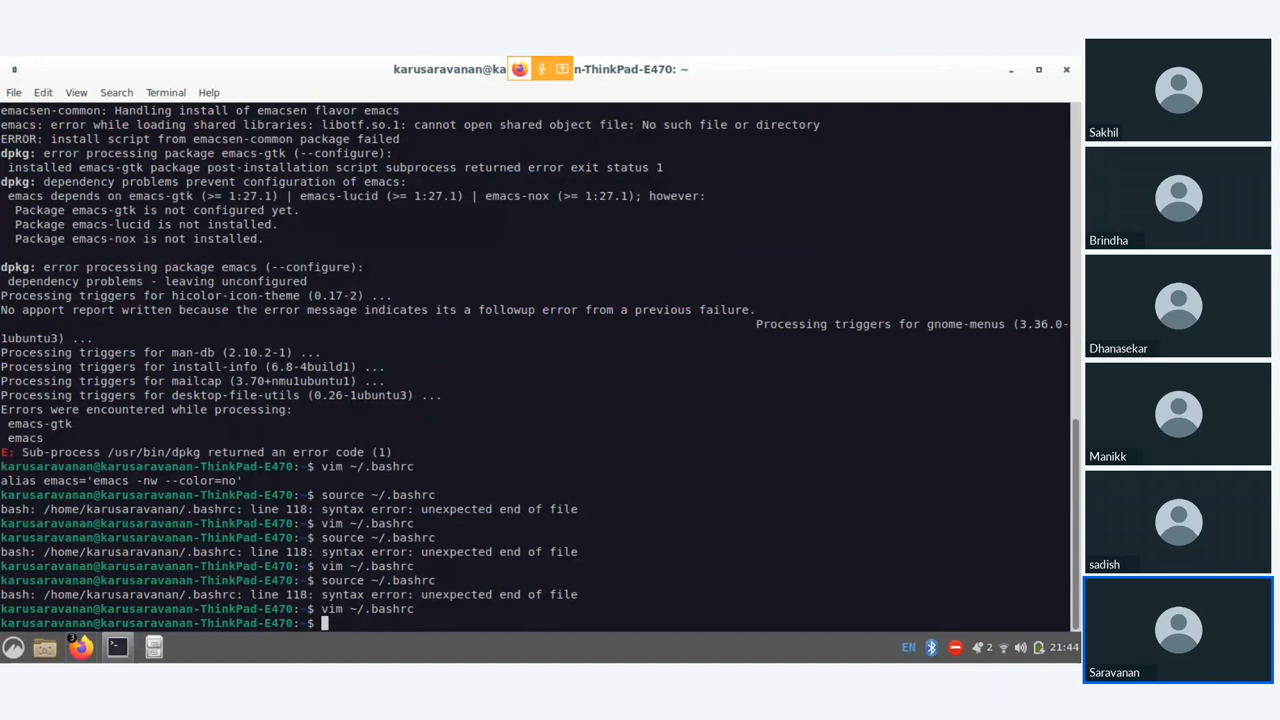 karusaravanan@ka
n-ThinkPad-E470: ~
File Edit View Search Terminal Help
emacsen-common: Handling install of emacsen flavor emacs
emacs: error while loading shared libraries: libotf.so.1: cannot open shared object file: No such file or directory
ERROR: install script from emacsen-common package failed
dpkg: error processing package emacs-gtk (--configure):
installed emacs-gtk package post-installation script subprocess returned error exit status 1
dpkg: dependency problems prevent configuration of emacs:
emacs depends on emacs-gtk (>= 1:27.1) | emacs-lucid (>= 1:27.1) | emacs-nox (>= 1:27.1); however:
Package emacs-gtk is not configured yet.
Package emacs-lucid is not installed.
Package emacs-nox is not installed.
dpkg: error processing package emacs (--configure):
dependency problems - leaving unconfigured
Processing triggers for hicolor-icon-theme (0.17-2) ...
No apport report written because the error message indicates its a followup error from a previous failure.
Processing triggers for gnome-menus (3.36.0-
1ubuntu3) ...
Processing triggers for man-db (2.10.2-1) ...
Processing triggers for install-info (6.8-4build1) ...
Processing triggers for mailcap (3.70+nmu1ubuntu1) ...
Processing triggers for desktop-file-utils (0.26-1ubuntu3) ...
Errors were encountered while processing:
emacs-gtk
emacs
E: Sub-process /usr/bin/dpkg returned an error code (1)
karusaravanan@karusaravanan-ThinkPad-E470:~$ vim ~/.bashrc
alias emacs='emacs -nw --color=no'
karusaravanan@karusaravanan-ThinkPad-E470:~$ source ~/.bashrc
bash: /home/karusaravanan/.bashrc: line 118: syntax error: unexpected end of file
karusaravanan@karusaravanan-ThinkPad-E470:~$ vim ~/.bashrc
karusaravanan@karusaravanan-ThinkPad-E470:~$ source ~/.bashrc
bash: /home/karusaravanan/.bashrc: line 118: syntax error: unexpected end of file
karusaravanan@karusaravanan-ThinkPad-E470:~$ vim ~/.bashrc
karusaravanan@karusaravanan-ThinkPad-E470:~$ source ~/.bashrc
bash: /home/karusaravanan/.bashrc: line 118: syntax error: unexpected end of file
karusaravanan@karusaravanan-ThinkPad-E470:~$ vim ~/.bashrc
karusaravanan@karusaravanan-ThinkPad-E470:~$
3
EN 2 21:44
Sakhil
Brindha
Dhanasekar
Manikk
sadish
Saravanan